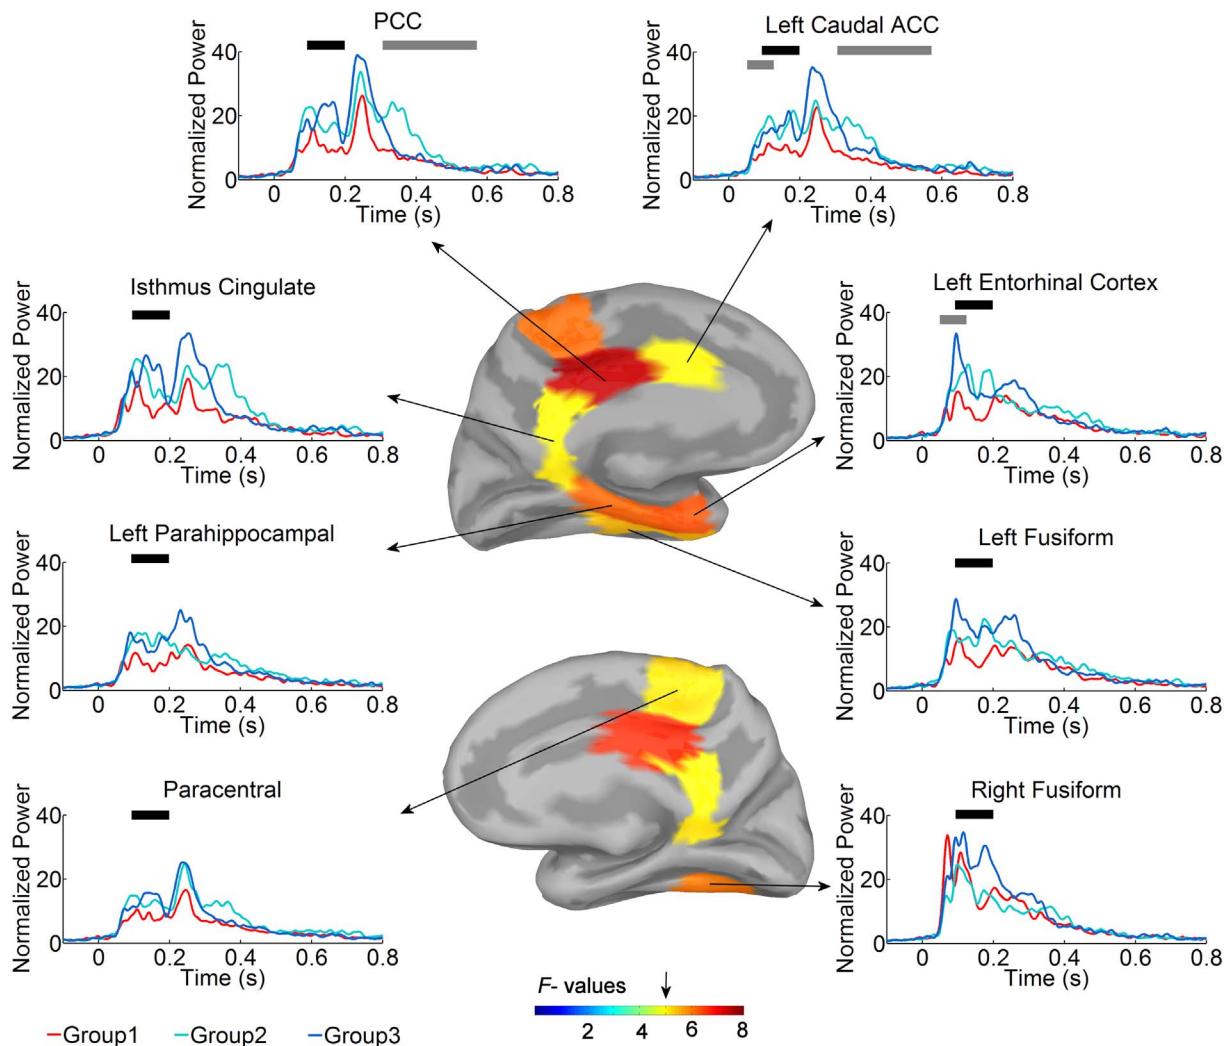 PCC
Normalized Power
40
20
0
0 0.2 0.4 0.6 0.8
Time (s)
Left Caudal ACC
Normalized Power
40
20
0
0 0.2 0.4 0.6 0.8
Time (s)
Isthmus Cingulate
Normalized Power
40
20
0
0 0.2 0.4 0.6 0.8
Time (s)
Left Entorhinal Cortex
Normalized Power
40
20
0
0 0.2 0.4 0.6 0.8
Time (s)
Left Parahippocampal
Normalized Power
40
20
0
0 0.2 0.4 0.6 0.8
Time (s)
Left Fusiform
Normalized Power
40
20
0
0 0.2 0.4 0.6 0.8
Time (s)
Paracentral
Normalized Power
40
20
0
0 0.2 0.4 0.6 0.8
Time (s)
Right Fusiform
Normalized Power
40
20
0
0 0.2 0.4 0.6 0.8
Time (s)
F- values
2 4 6 8
Group1 Group2 Group3